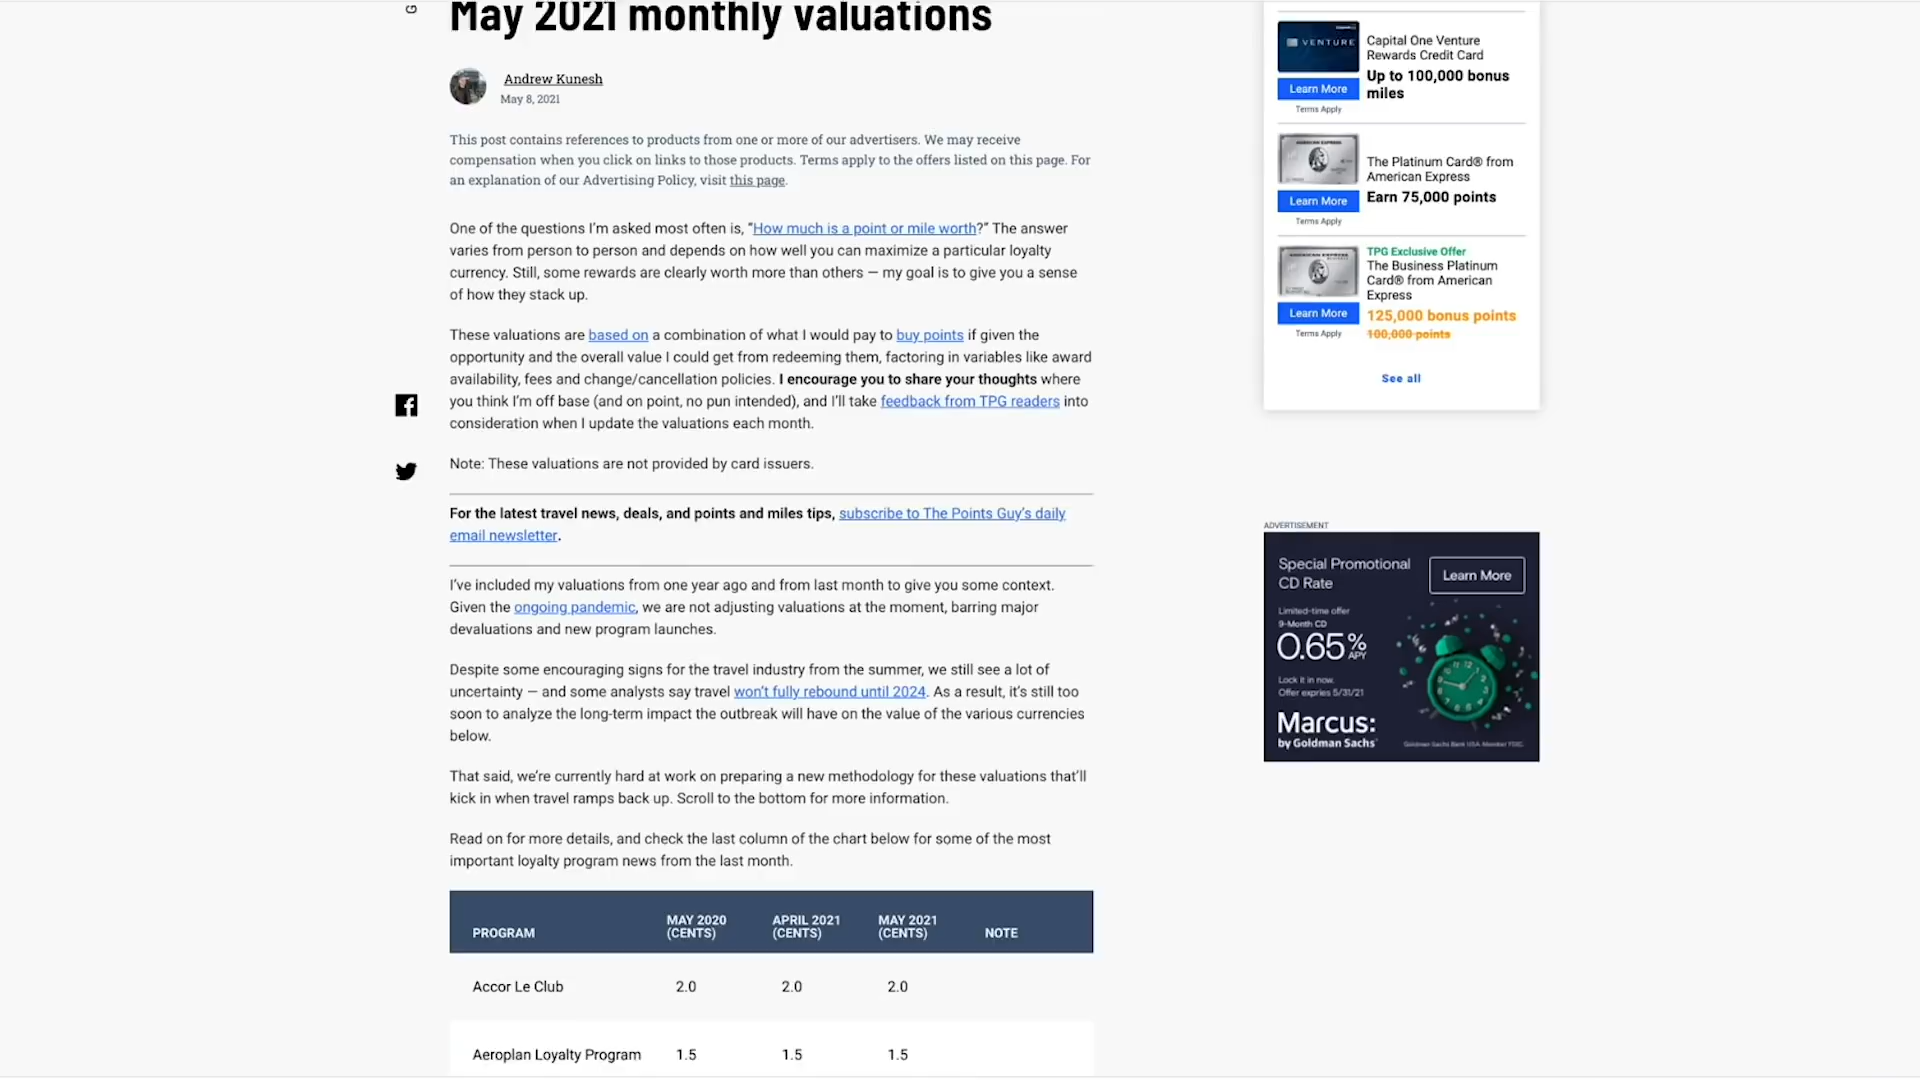 May 2021 monthly valuations
Andrew Kunesh
May 8, 2021
This post contains references to products from one or more of our advertisers. We may receive
compensation when you click on links to those products. Terms apply to the offers listed on this page. For
an explanation of our Advertising Policy, visit this page.
One of the questions I’m asked most often is, “How much is a point or mile worth?” The answer
varies from person to person and depends on how well you can maximize a particular loyalty
currency. Still, some rewards are clearly worth more than others — my goal is to give you a sense
of how they stack up.
These valuations are based on a combination of what I would pay to buy points if given the
opportunity and the overall value I could get from redeeming them, factoring in variables like award
availability, fees and change/cancellation policies. I encourage you to share your thoughts where
you think I’m off base (and on point, no pun intended), and I’ll take feedback from TPG readers into
consideration when I update the valuations each month.
Note: These valuations are not provided by card issuers.
For the latest travel news, deals, and points and miles tips, subscribe to The Points Guy’s daily
email newsletter.
I’ve included my valuations from one year ago and from last month to give you some context.
Given the ongoing pandemic, we are not adjusting valuations at the moment, barring major
devaluations and new program launches.
Despite some encouraging signs for the travel industry from the summer, we still see a lot of
uncertainty — and some analysts say travel won’t fully rebound until 2024. As a result, it’s still too
soon to analyze the long-term impact the outbreak will have on the value of the various currencies
below.
That said, we’re currently hard at work on preparing a new methodology for these valuations that’ll
kick in when travel ramps back up. Scroll to the bottom for more information.
Read on for more details, and check the last column of the chart below for some of the most
important loyalty program news from the last month.
PROGRAM MAY 2020 (CENTS) APRIL 2021 (CENTS) MAY 2021 (CENTS) NOTE
Accor Le Club 2.0 2.0 2.0
Aeroplan Loyalty Program 1.5 1.5 1.5
VENTURE
Capital One Venture
Rewards Credit Card
Up to 100,000 bonus
miles
Learn More
Terms Apply
AMERICAN EXPRESS
The Platinum Card® from
American Express
Earn 75,000 points
Learn More
Terms Apply
AMERICAN EXPRESS
TPG Exclusive Offer
The Business Platinum
Card® from American
Express
125,000 bonus points
100,000 points
Learn More
Terms Apply
See all
ADVERTISEMENT
Special Promotional
CD Rate
Learn More
Limited-time offer
9-Month CD
0.65% APY
Lock it in now.
Offer expires 5/31/21
Marcus:
by Goldman Sachs®
Goldman Sachs Bank USA. Member FDIC.